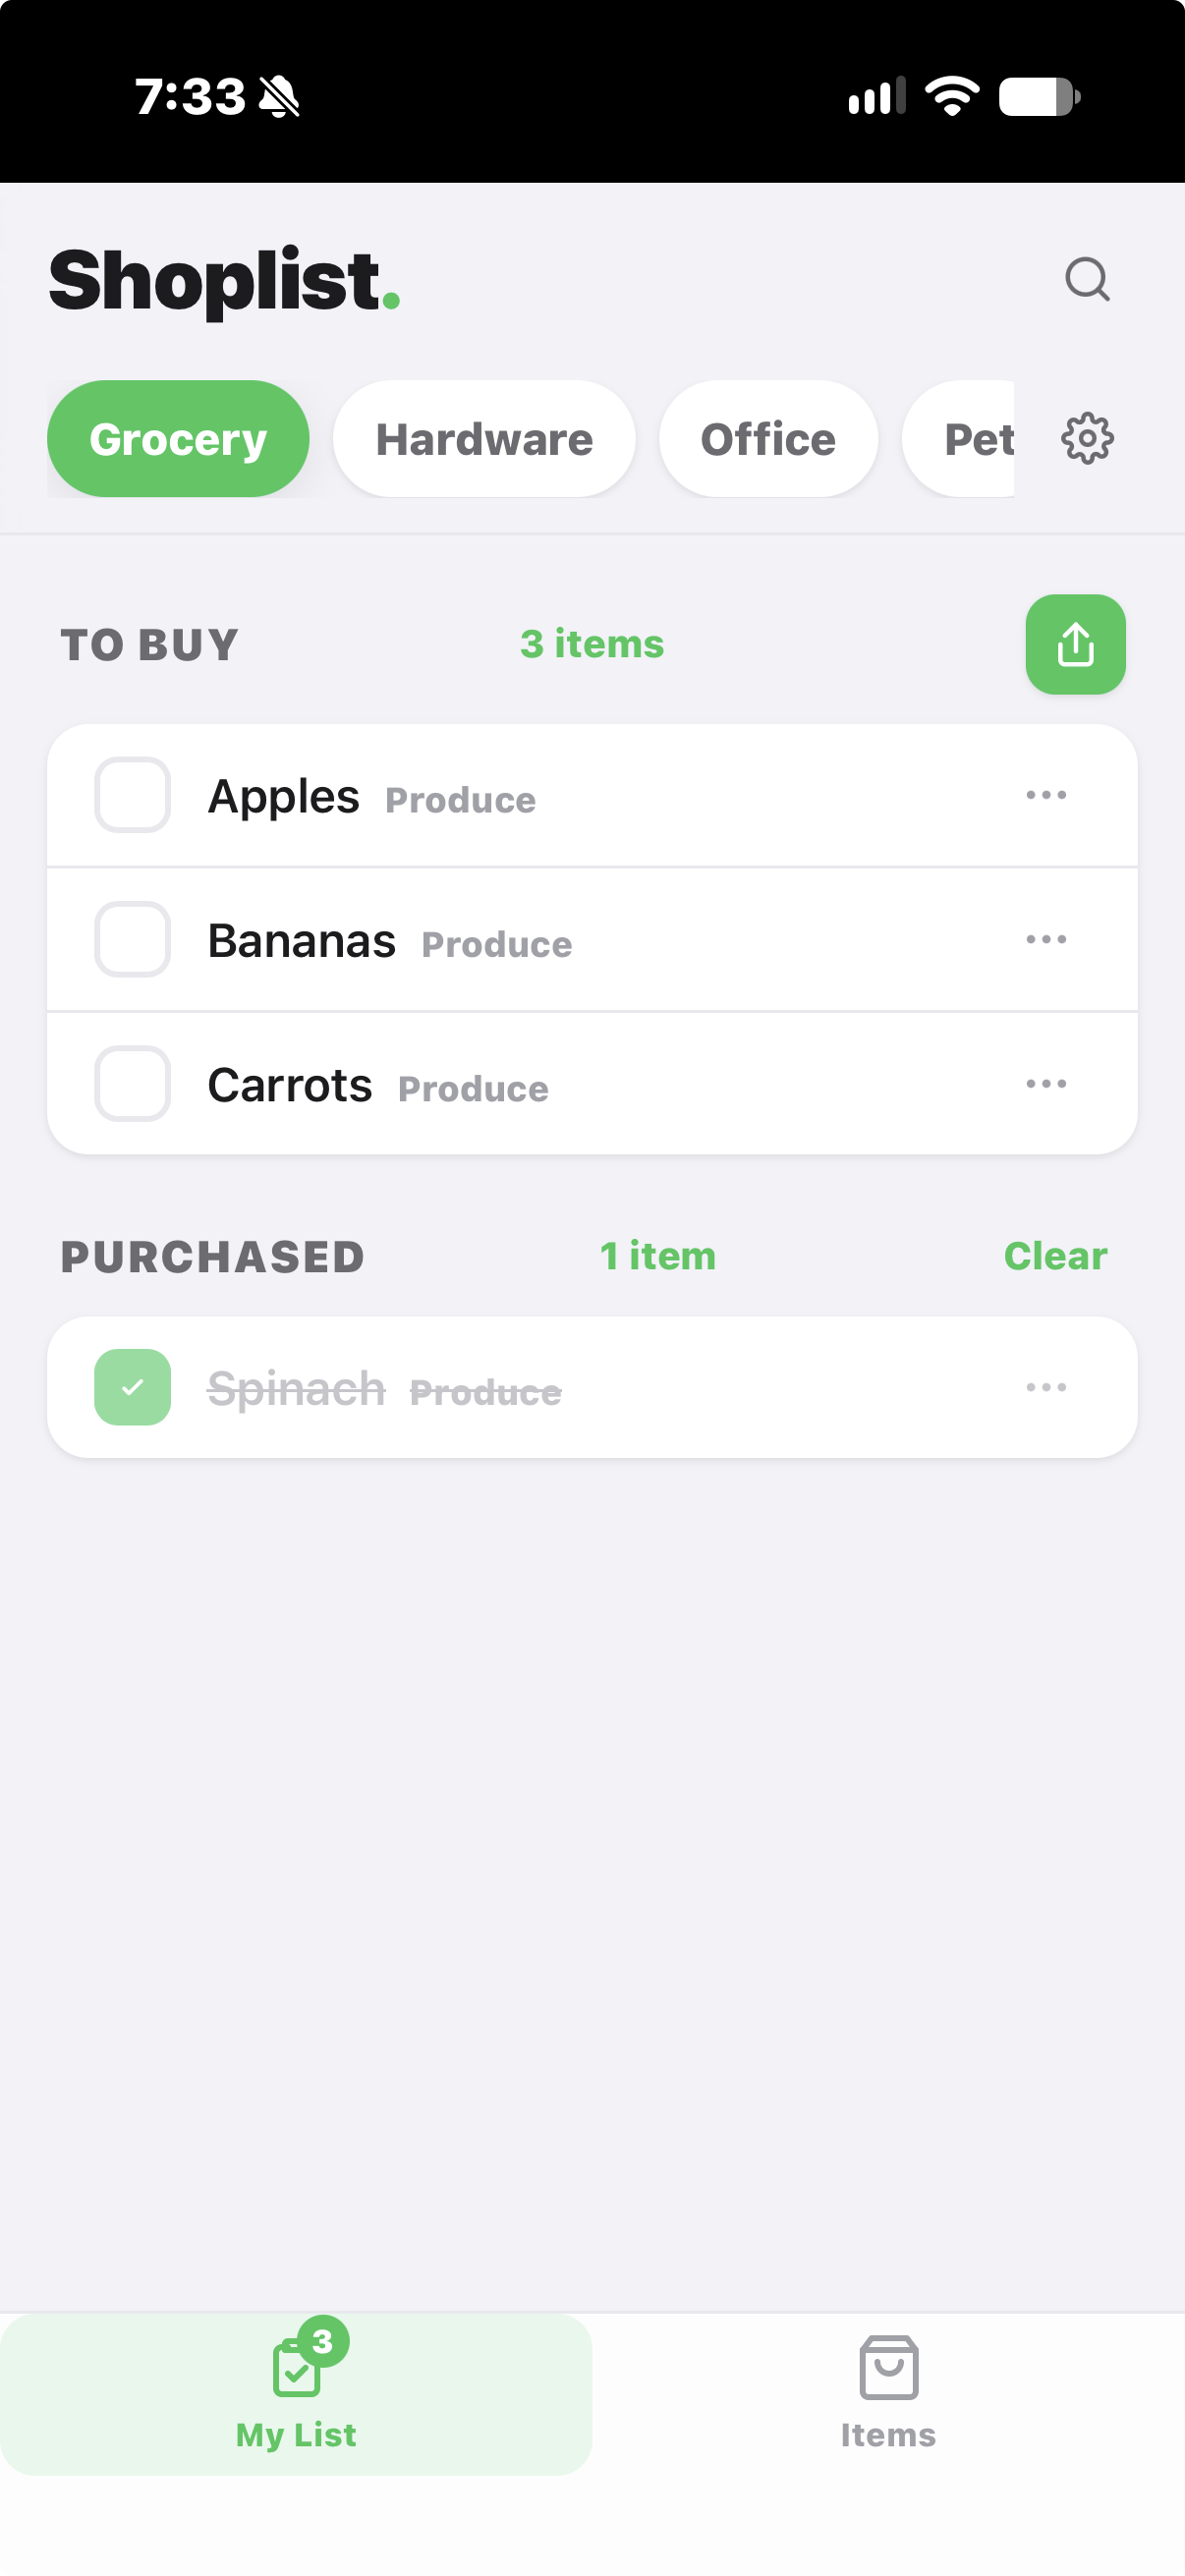 7:33
Shoplist.
Grocery Hardware Office Pet
TO BUY 3 items
Apples Produce
Bananas Produce
Carrots Produce
PURCHASED 1 item Clear
Spinach Produce
3
My List Items